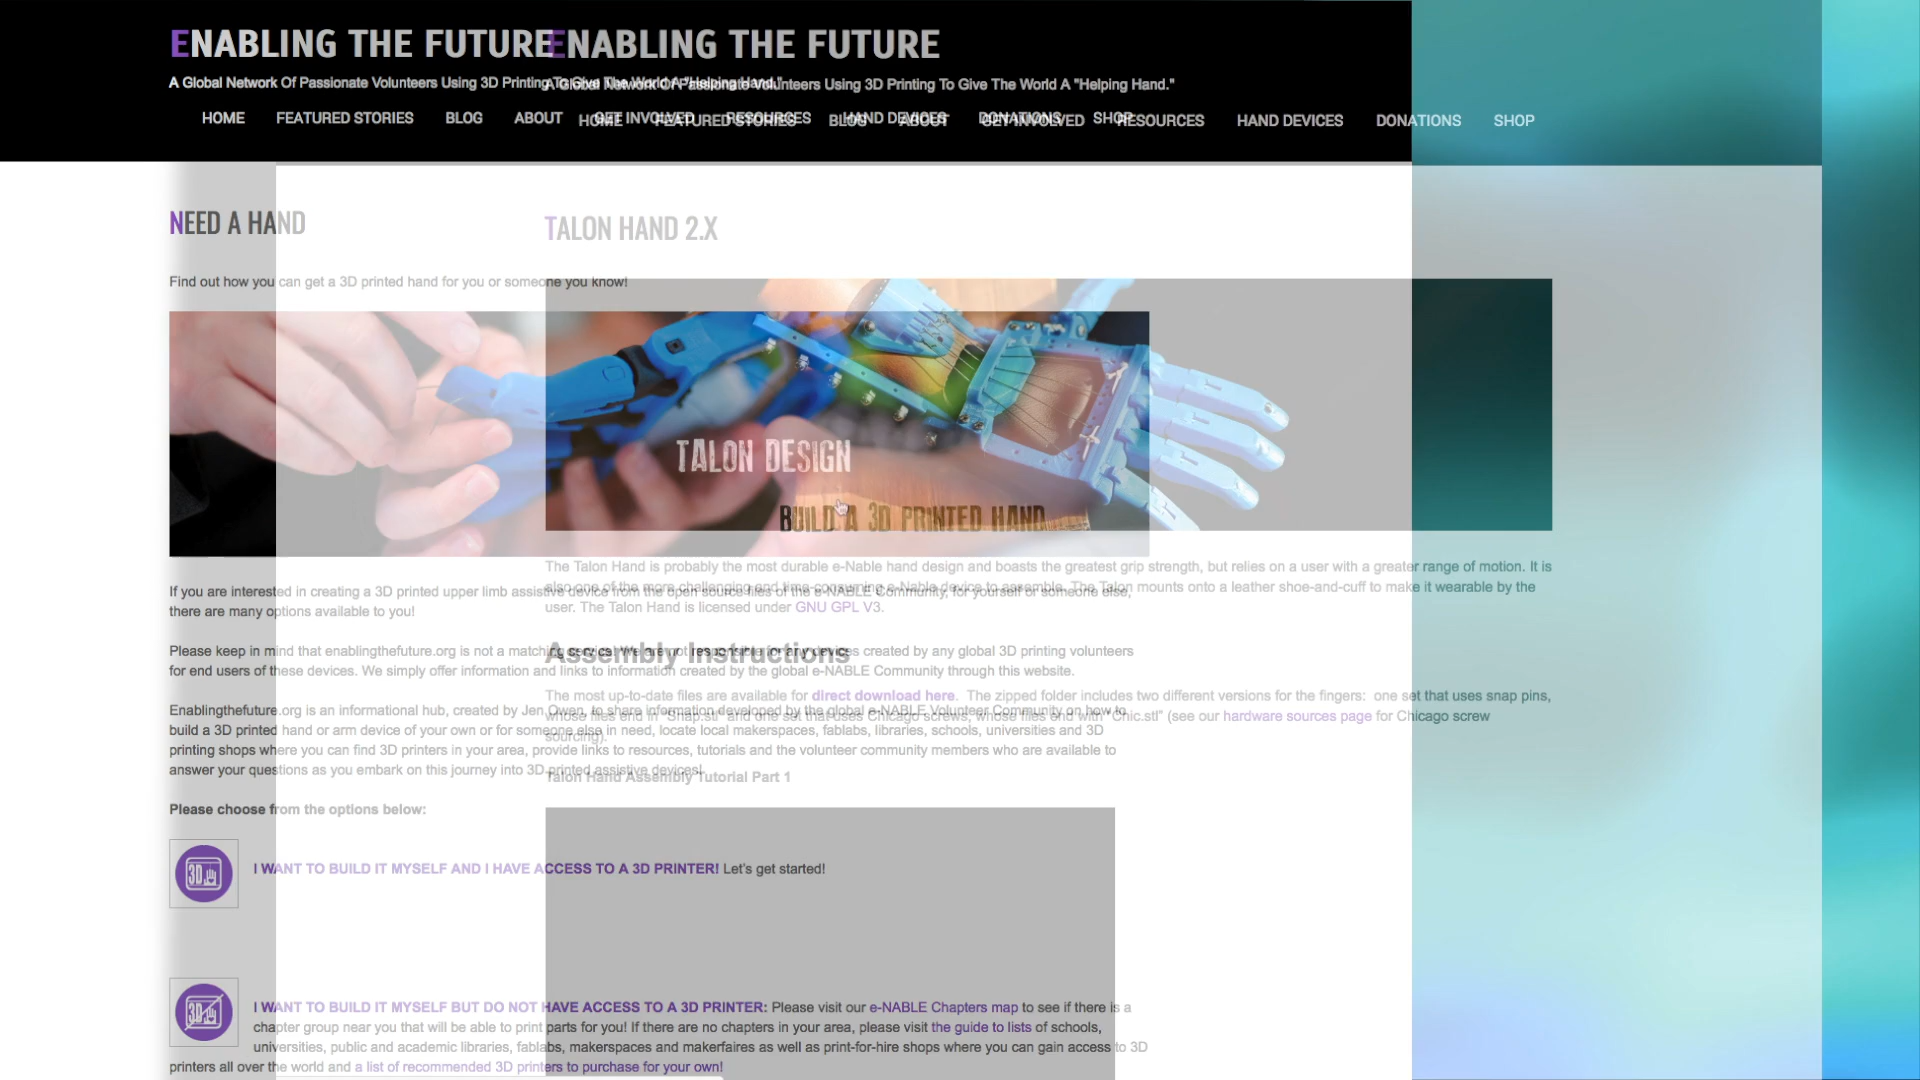 ENABLING THE FUTURE
A Global Network Of Passionate Volunteers Using 3D Printing To Give The World A "Helping Hand."
HOME FEATURED STORIES BLOG ABOUT GET INVOLVED RESOURCES HAND DEVICES DONATIONS SHOP
NEED A HAND
Find out how you can get a 3D printed hand for you or someone you know!
BUILD A 3D PRINTED HAND
If you are interested in creating a 3D printed upper limb assistive device from the open source files of the e-NABLE Community, for yourself or someone else,
there are many options available to you!
Please keep in mind that enablingthefuture.org is not a matching service! We are not responsible for any devices created by any global 3D printing volunteers
for end users of these devices. We simply offer information and links to information created by the global e-NABLE Community through this website.
Enablingthefuture.org is an informational hub, created by Jen Owen, to share information developed by the global e-NABLE Volunteer Community on how to
build a 3D printed hand or arm device of your own or for someone else in need, locate local makerspaces, fablabs, libraries, schools, universities and 3D
printing shops where you can find 3D printers in your area, provide links to resources, tutorials and the volunteer community members who are available to
answer your questions as you embark on this journey into 3D printed assistive devices!
Please choose from the options below:
3D
I WANT TO BUILD IT MYSELF AND I HAVE ACCESS TO A 3D PRINTER! Let's get started!
3D
I WANT TO BUILD IT MYSELF BUT DO NOT HAVE ACCESS TO A 3D PRINTER: Please visit our e-NABLE Chapters map to see if there is a
chapter group near you that will be able to print parts for you! If there are no chapters in your area, please visit the guide to lists of schools,
universities, public and academic libraries, fablabs, makerspaces and makerfaires as well as print-for-hire shops where you can gain access to 3D
printers all over the world and a list of recommended 3D printers to purchase for your own!
ENABLING THE FUTURE
A Global Network Of Passionate Volunteers Using 3D Printing To Give The World A "Helping Hand."
HOME FEATURED STORIES BLOG ABOUT GET INVOLVED RESOURCES HAND DEVICES DONATIONS SHOP
TALON HAND 2.X
TALON DESIGN
The Talon Hand is probably the most durable e-Nable hand design and boasts the greatest grip strength, but relies on a user with a greater range of motion. It is
also one of the more challenging and time-consuming e-Nable device to assemble. The Talon mounts onto a leather shoe-and-cuff to make it wearable by the
user. The Talon Hand is licensed under GNU GPL V3.
Assembly Instructions
The most up-to-date files are available for direct download here. The zipped folder includes two different versions for the fingers: one set that uses snap pins,
whose files end in "Snap.stl" and one set that uses Chicago screws, whose files end with "Chic.stl" (see our hardware sources page for Chicago screw
sourcing).
Talon Hand Assembly Tutorial Part 1